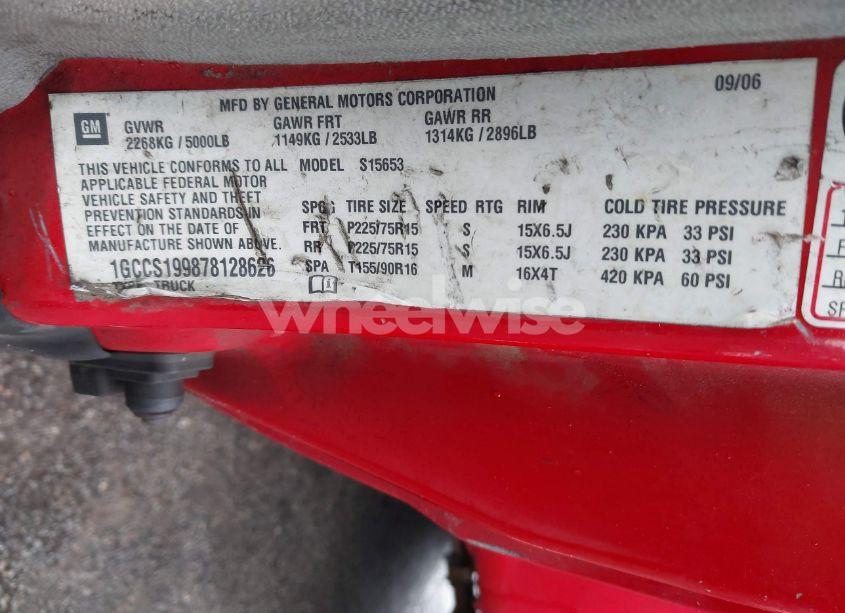 MFD BY GENERAL MOTORS CORPORATION 09/06
GM
GVWR GAWR FRT GAWR RR
2268KG / 5000LB 1149KG / 2533LB 1314KG / 2896LB
THIS VEHICLE CONFORMS TO ALL
APPLICABLE FEDERAL MOTOR
VEHICLE SAFETY AND THEFT
PREVENTION STANDARDS IN
EFFECT ON THE DATE OF
MANUFACTURE SHOWN ABOVE.
1GCCS199878128626
TYPE: TRUCK
MODEL S15653
SPG TIRE SIZE SPEED RTG RIM COLD TIRE PRESSURE
FRT P225/75R15 S 15X6.5J 230 KPA 33 PSI
RR P225/75R15 S 15X6.5J 230 KPA 33 PSI
SPA T155/90R16 M 16X4T 420 KPA 60 PSI
wheelwise
SP